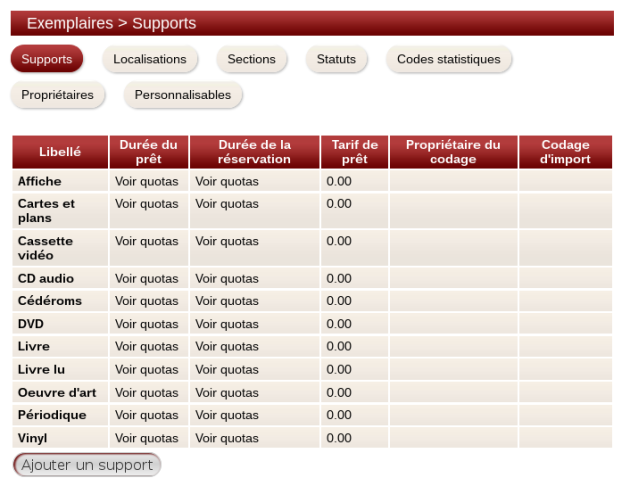 Exemplaires > Supports
Supports Localisations Sections Statuts Codes statistiques
Propriétaires Personnalisables
Libellé Durée du prêt Durée de la réservation Tarif de prêt Propriétaire du codage Codage d'import
Affiche Voir quotas Voir quotas 0.00
Cartes et plans Voir quotas Voir quotas 0.00
Cassette vidéo Voir quotas Voir quotas 0.00
CD audio Voir quotas Voir quotas 0.00
Cédéroms Voir quotas Voir quotas 0.00
DVD Voir quotas Voir quotas 0.00
Livre Voir quotas Voir quotas 0.00
Livre lu Voir quotas Voir quotas 0.00
Oeuvre d'art Voir quotas Voir quotas 0.00
Périodique Voir quotas Voir quotas 0.00
Vinyl Voir quotas Voir quotas 0.00
Ajouter un support